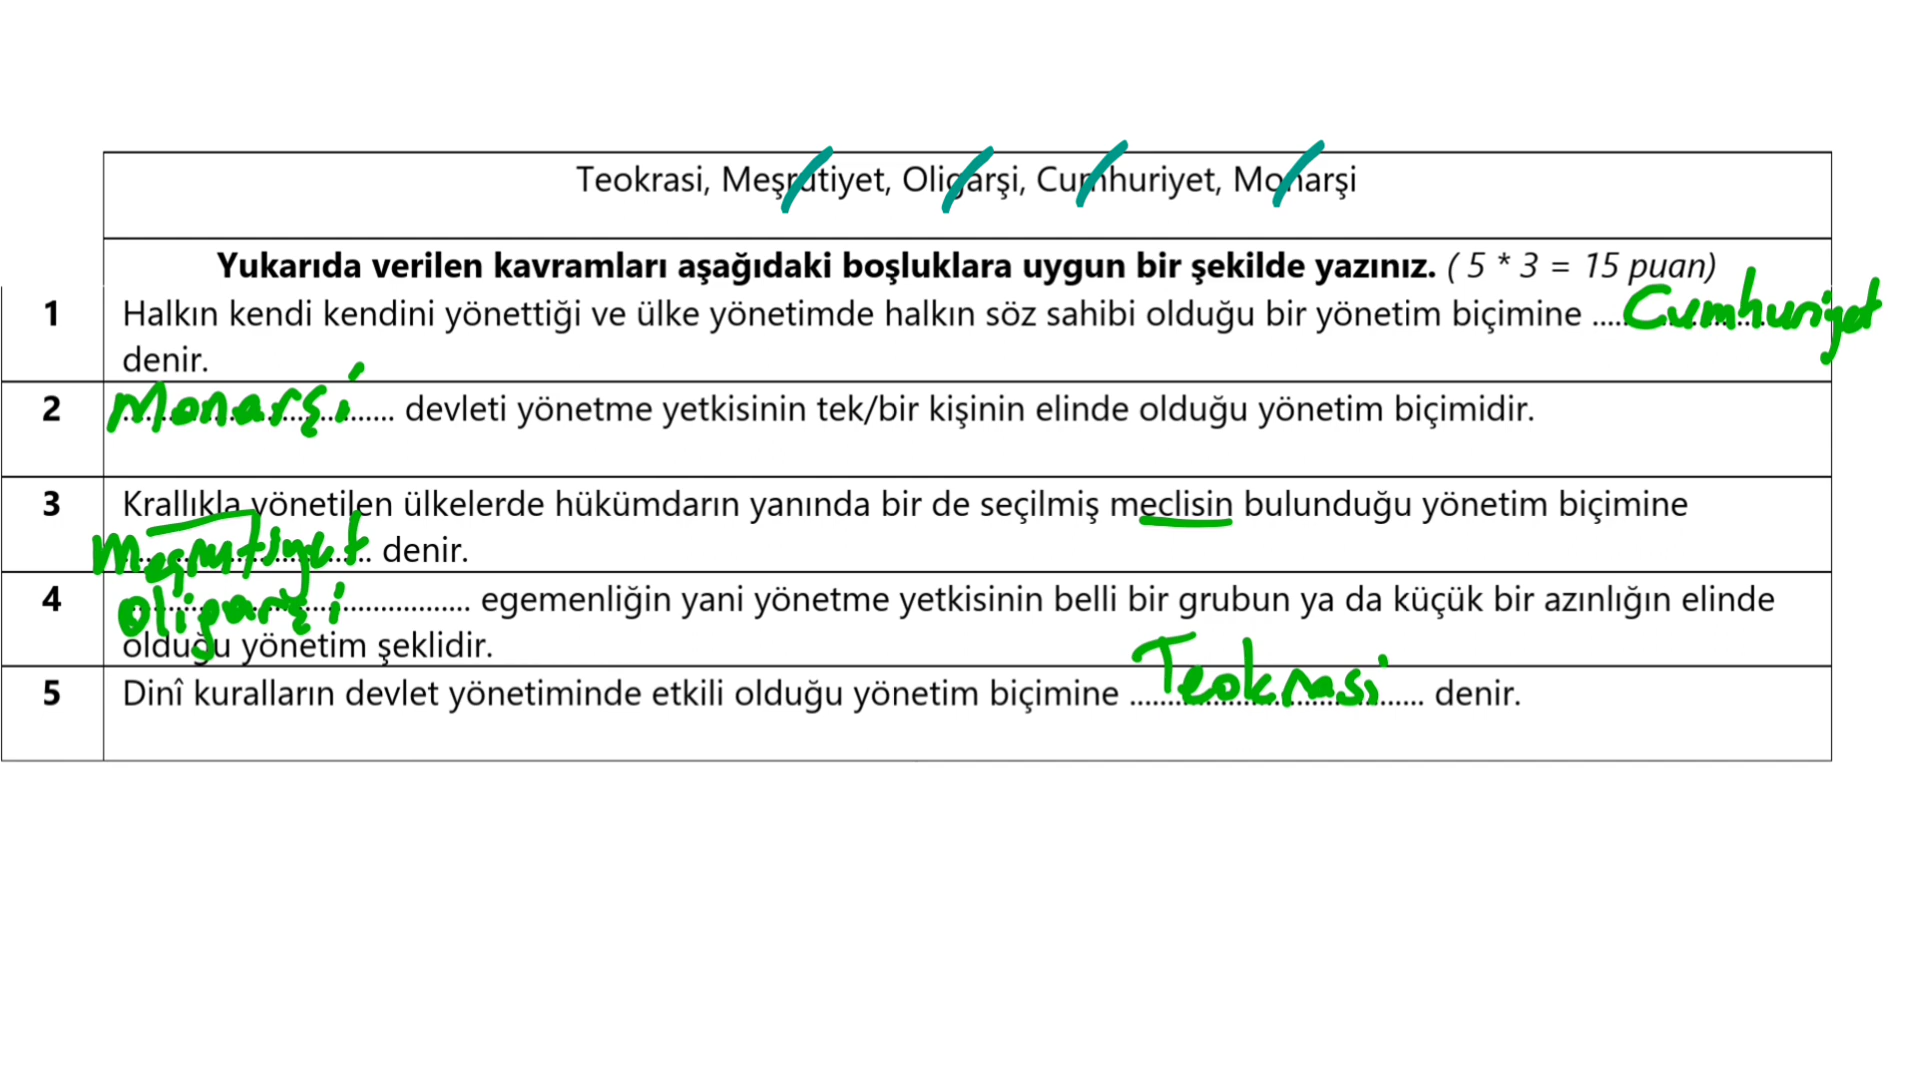 Teokrasi, Meşrutiyet, Oligarşi, Cumhuriyet, Monarşi
Yukarıda verilen kavramları aşağıdaki boşluklara uygun bir şekilde yazınız. ( 5 * 3 = 15 puan)
1 Halkın kendi kendini yönettiği ve ülke yönetimde halkın söz sahibi olduğu bir yönetim biçimine ..... Cumhuriyet
denir.
2 Monarşi ..... devleti yönetme yetkisinin tek/bir kişinin elinde olduğu yönetim biçimidir.
3 Krallıkla yönetilen ülkelerde hükümdarın yanında bir de seçilmiş meclisin bulunduğu yönetim biçimine
Meşrutiyet denir.
4 Oligarşi ..... egemenliğin yani yönetme yetkisinin belli bir grubun ya da küçük bir azınlığın elinde
olduğu yönetim şeklidir.
5 Dinî kuralların devlet yönetiminde etkili olduğu yönetim biçimine ..... Teokrasi ..... denir.